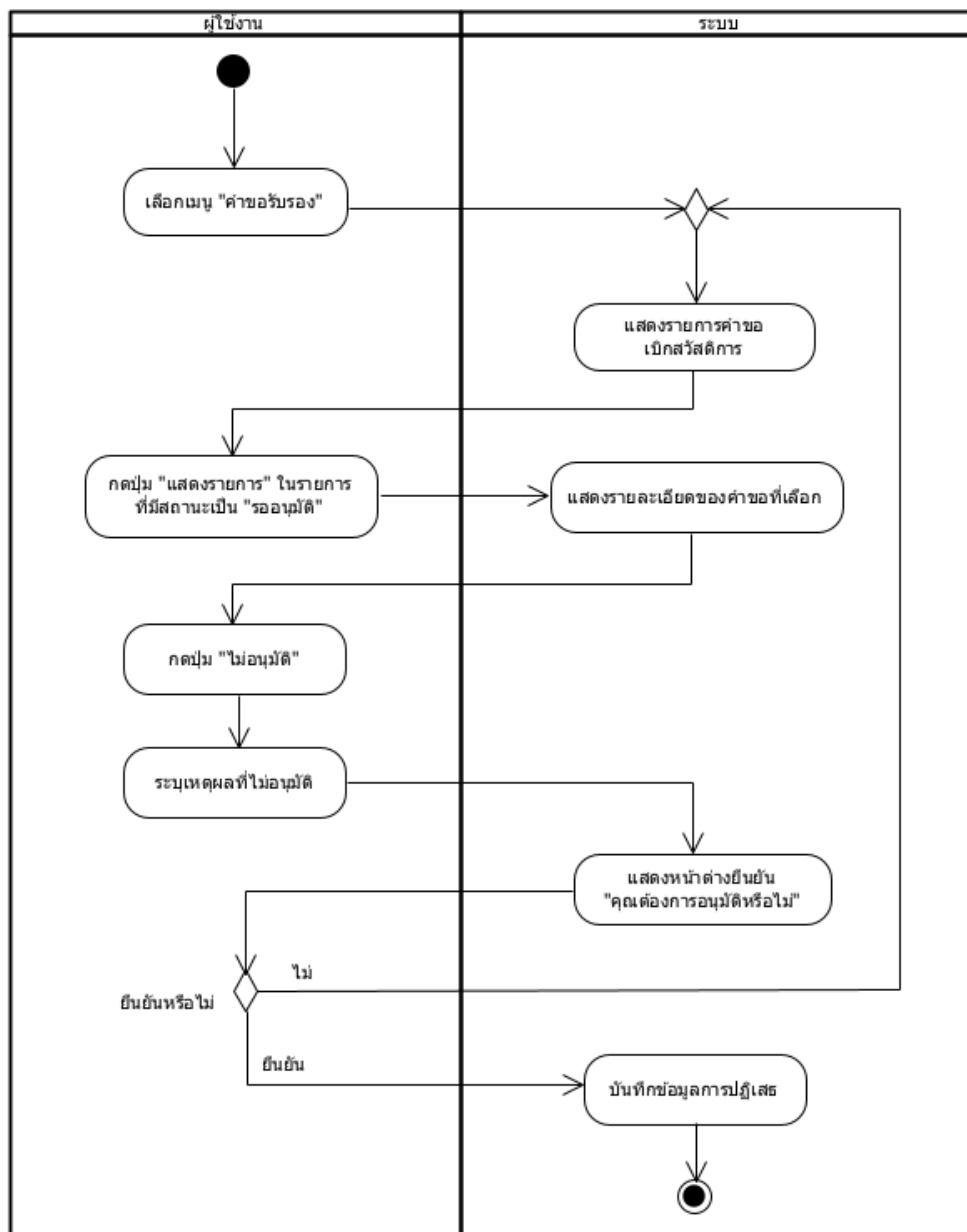 ผู้ใช้งาน
ระบบ
เลือกเมนู "คำขอรับรอง"
แสดงรายการคำขอ
เบิกสวัสดิการ
กดปุ่ม "แสดงรายการ" ในรายการ
ที่มีสถานะเป็น "รออนุมัติ"
แสดงรายละเอียดของคำขอที่เลือก
กดปุ่ม "ไม่อนุมัติ"
ระบุเหตุผลที่ไม่อนุมัติ
แสดงหน้าต่างยืนยัน
"คุณต้องการอนุมัติหรือไม่"
ไม่
ยืนยันหรือไม่
ยืนยัน
บันทึกข้อมูลการปฏิเสธ